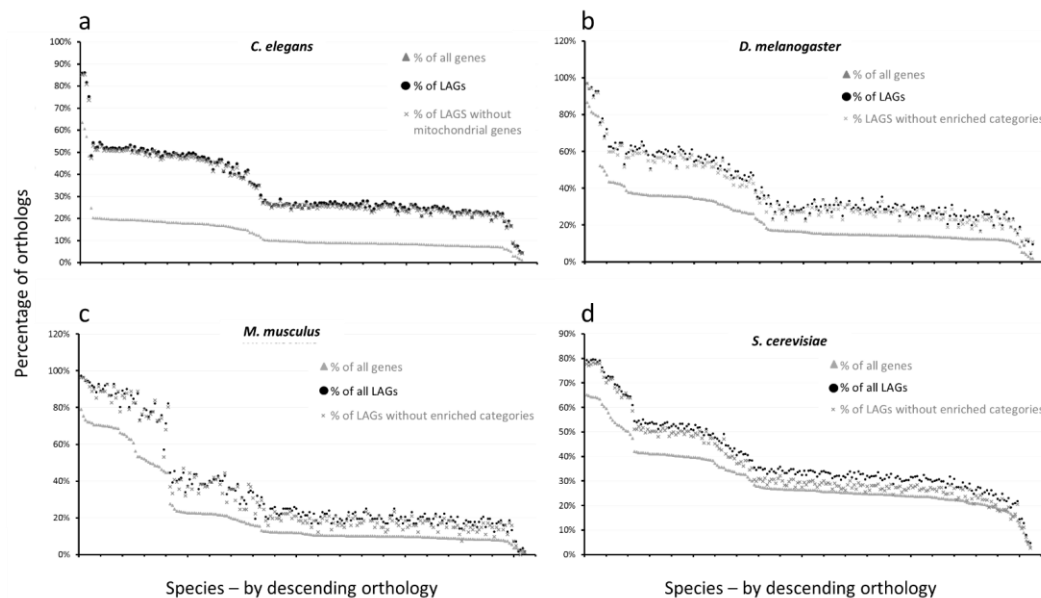 a
C. elegans
▲ % of all genes
● % of LAGs
× % of LAGS without
mitochondrial genes
100%
90%
80%
70%
60%
50%
40%
30%
20%
10%
0%
b
D. melanogaster
▲ % of all genes
● % of LAGs
× % LAGS without enriched categories
120%
100%
80%
60%
40%
20%
0%
Percentage of orthologs
c
M. musculus
▲ % of all genes
● % of all LAGs
× % of LAGs without enriched categories
120%
100%
80%
60%
40%
20%
0%
d
S. cerevisiae
▲ % of all genes
● % of all LAGs
× % of LAGs without enriched categories
90%
80%
70%
60%
50%
40%
30%
20%
10%
0%
Species – by descending orthology
Species – by descending orthology